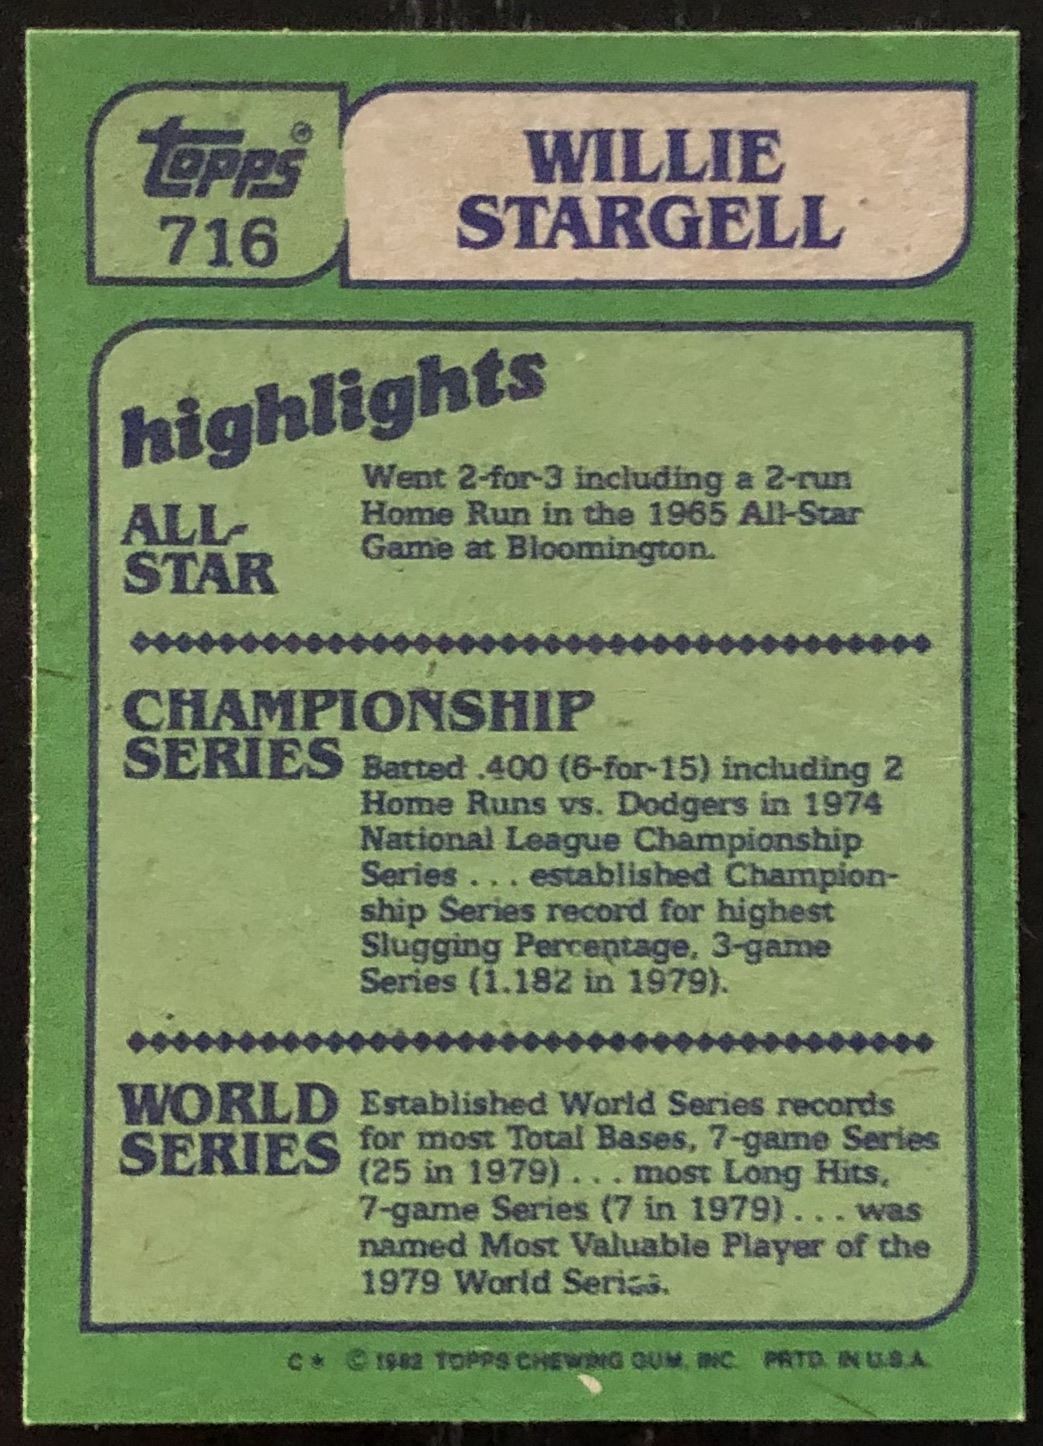 topps®
716
WILLIE
STARGELL
highlights
ALL-
STAR
Went 2-for-3 including a 2-run
Home Run in the 1965 All-Star
Game at Bloomington.
CHAMPIONSHIP
SERIES
Batted .400 (6-for-15) including 2
Home Runs vs. Dodgers in 1974
National League Championship
Series . . . established Champion-
ship Series record for highest
Slugging Percentage, 3-game
Series (1.182 in 1979).
WORLD
SERIES
Established World Series records
for most Total Bases, 7-game Series
(25 in 1979) . . . most Long Hits,
7-game Series (7 in 1979) . . . was
named Most Valuable Player of the
1979 World Series.
C * © 1982 TOPPS CHEWING GUM, INC. PRTD. IN U.S.A.